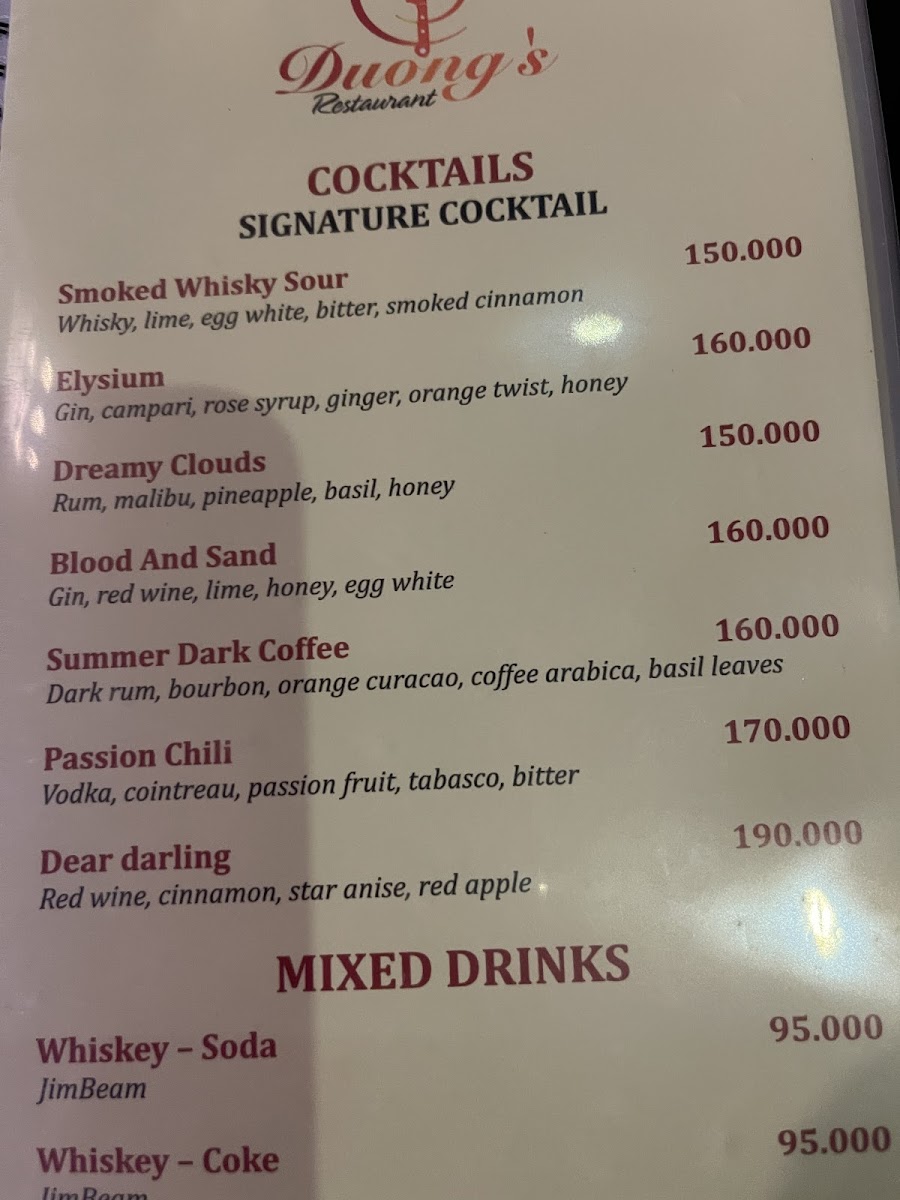 Duong's
Restaurant
COCKTAILS
SIGNATURE COCKTAIL
Smoked Whisky Sour 150.000
Whisky, lime, egg white, bitter, smoked cinnamon
Elysium 160.000
Gin, campari, rose syrup, ginger, orange twist, honey
Dreamy Clouds 150.000
Rum, malibu, pineapple, basil, honey
Blood And Sand 160.000
Gin, red wine, lime, honey, egg white
Summer Dark Coffee 160.000
Dark rum, bourbon, orange curacao, coffee arabica, basil leaves
Passion Chili 170.000
Vodka, cointreau, passion fruit, tabasco, bitter
Dear darling 190.000
Red wine, cinnamon, star anise, red apple
MIXED DRINKS
Whiskey – Soda 95.000
JimBeam
Whiskey – Coke 95.000
JimBeam